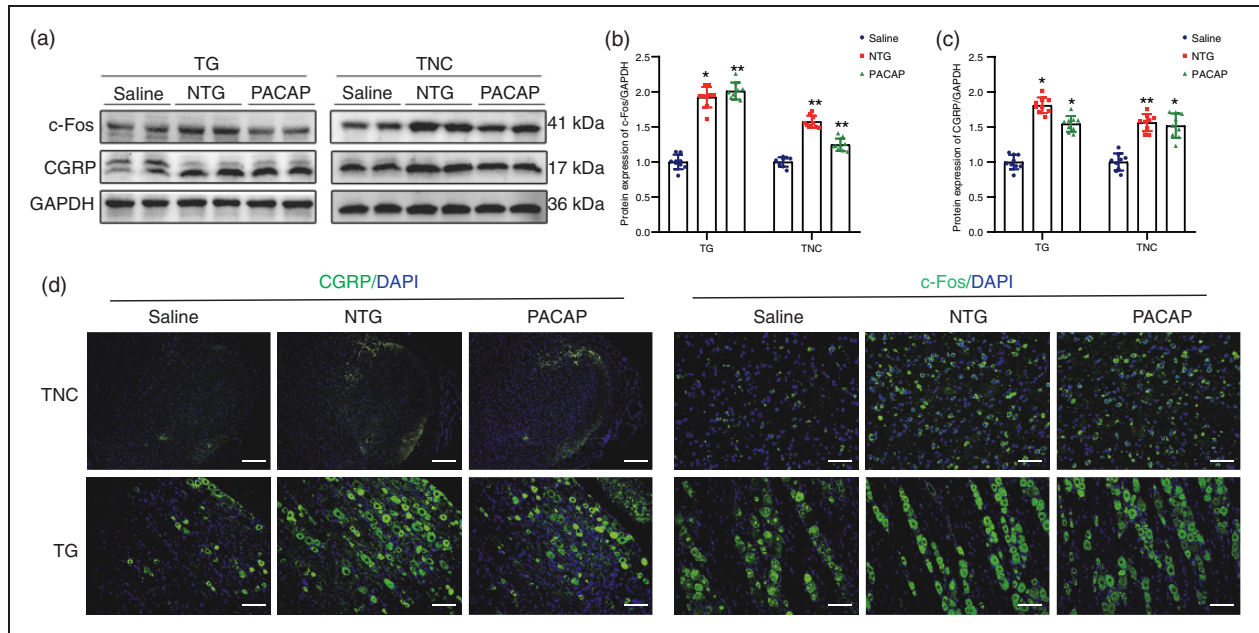 (a)
TG
TNC
Saline
NTG
PACAP
Saline
NTG
PACAP
c-Fos
41 kDa
CGRP
17 kDa
GAPDH
36 kDa
(b)
Saline
NTG
PACAP
Protein expression of c-Fos/GAPDH
2.5
2.0
1.5
1.0
0.5
0.0
*
**
**
**
TG
TNC
(c)
Saline
NTG
PACAP
Protein expression of CGRP/GAPDH
2.5
2.0
1.5
1.0
0.5
0.0
*
*
**
*
TG
TNC
(d)
CGRP/DAPI
c-Fos/DAPI
Saline
NTG
PACAP
Saline
NTG
PACAP
TNC
TG